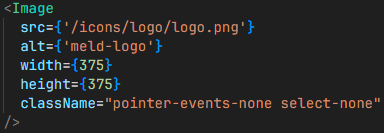 <Image
src={'/icons/logo/logo.png'}
alt={'meld-logo'}
width={375}
height={375}
className="pointer-events-none select-none"
/>